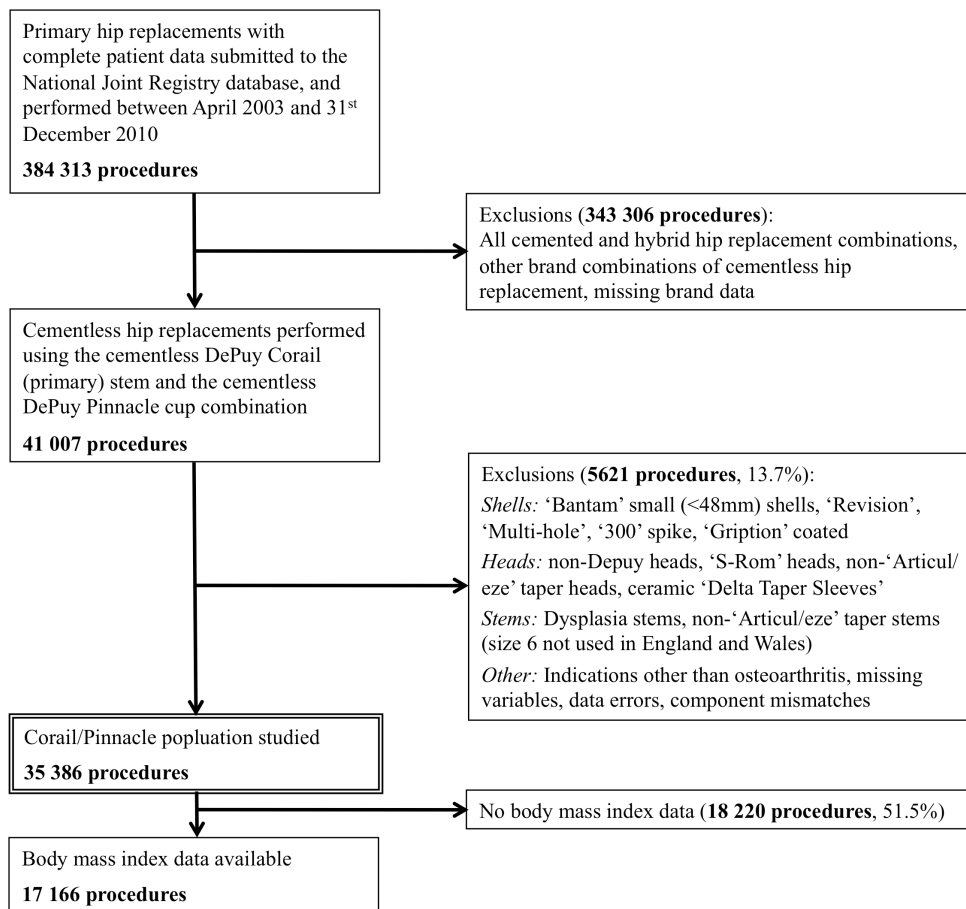 Primary hip replacements with
complete patient data submitted to the
National Joint Registry database, and
performed between April 2003 and 31st
December 2010
384 313 procedures
Exclusions (343 306 procedures):
All cemented and hybrid hip replacement combinations,
other brand combinations of cementless hip
replacement, missing brand data
Cementless hip replacements performed
using the cementless DePuy Corail
(primary) stem and the cementless
DePuy Pinnacle cup combination
41 007 procedures
Exclusions (5621 procedures, 13.7%):
Shells: ‘Bantam’ small (<48mm) shells, ‘Revision’,
‘Multi-hole’, ‘300’ spike, ‘Gription’ coated
Heads: non-Depuy heads, ‘S-Rom’ heads, non-‘Articul/
eze’ taper heads, ceramic ‘Delta Taper Sleeves’
Stems: Dysplasia stems, non-‘Articul/eze’ taper stems
(size 6 not used in England and Wales)
Other: Indications other than osteoarthritis, missing
variables, data errors, component mismatches
Corail/Pinnacle popluation studied
35 386 procedures
No body mass index data (18 220 procedures, 51.5%)
Body mass index data available
17 166 procedures